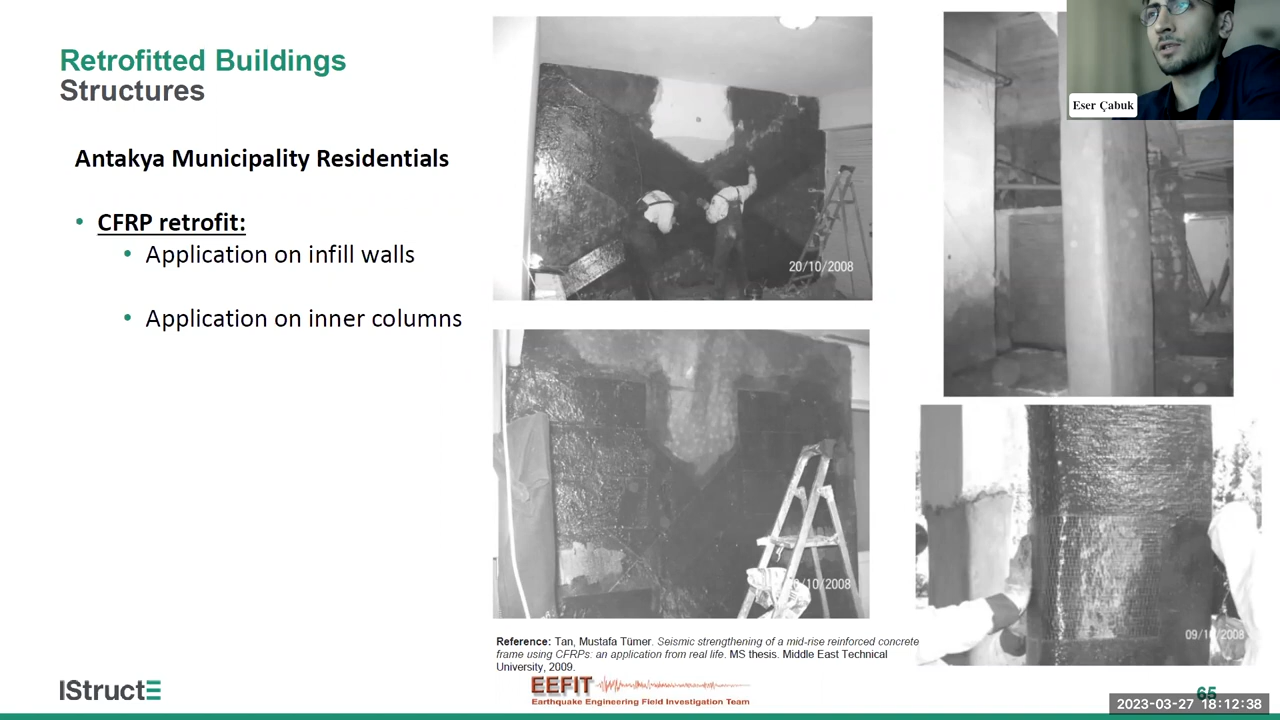 Retrofitted Buildings
Structures
Antakya Municipality Residentials
• CFRP retrofit:
• Application on infill walls
• Application on inner columns
20/10/2008
/10/2008
09/10/2008
Eser Çabuk
Reference: Tan, Mustafa Tümer. Seismic strengthening of a mid-rise reinforced concrete
frame using CFRPs: an application from real life. MS thesis. Middle East Technical
University, 2009.
IStructE
EEFIT
Earthquake Engineering Field Investigation Team
65
2023-03-27 18:12:38